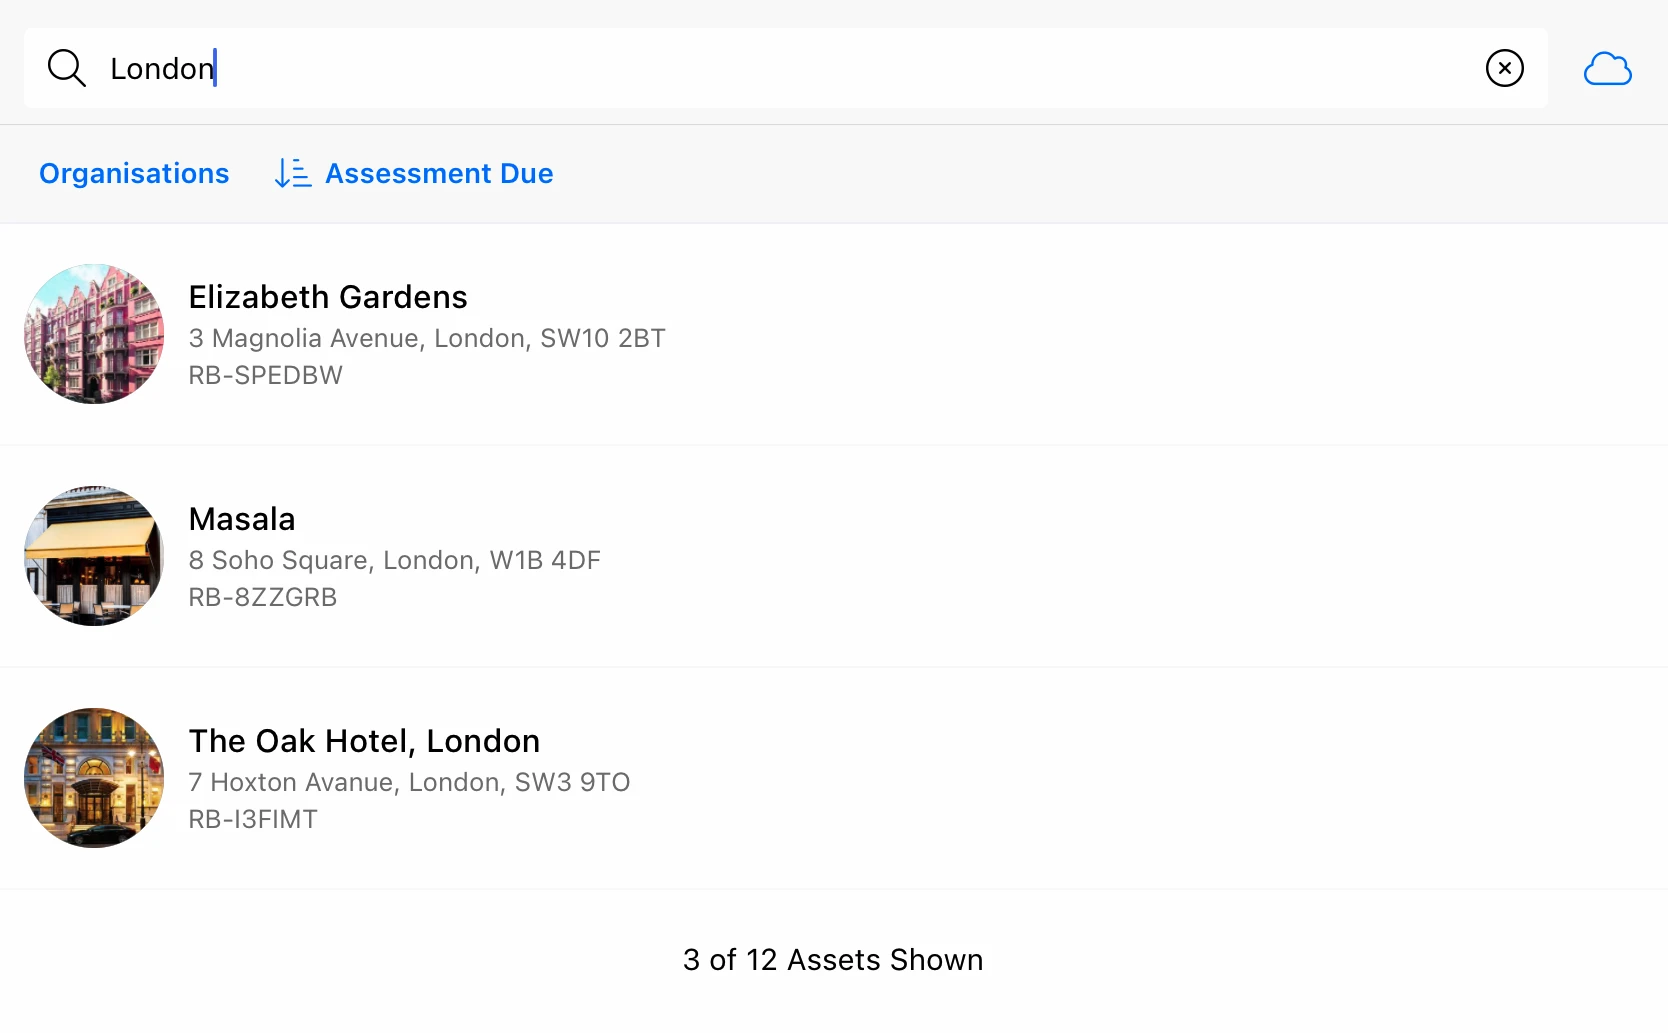 London
Organisations
Assessment Due
Elizabeth Gardens
3 Magnolia Avenue, London, SW10 2BT
RB-SPEDBW
Masala
8 Soho Square, London, W1B 4DF
RB-8ZZGRB
The Oak Hotel, London
7 Hoxton Avanue, London, SW3 9TO
RB-I3FIMT
3 of 12 Assets Shown